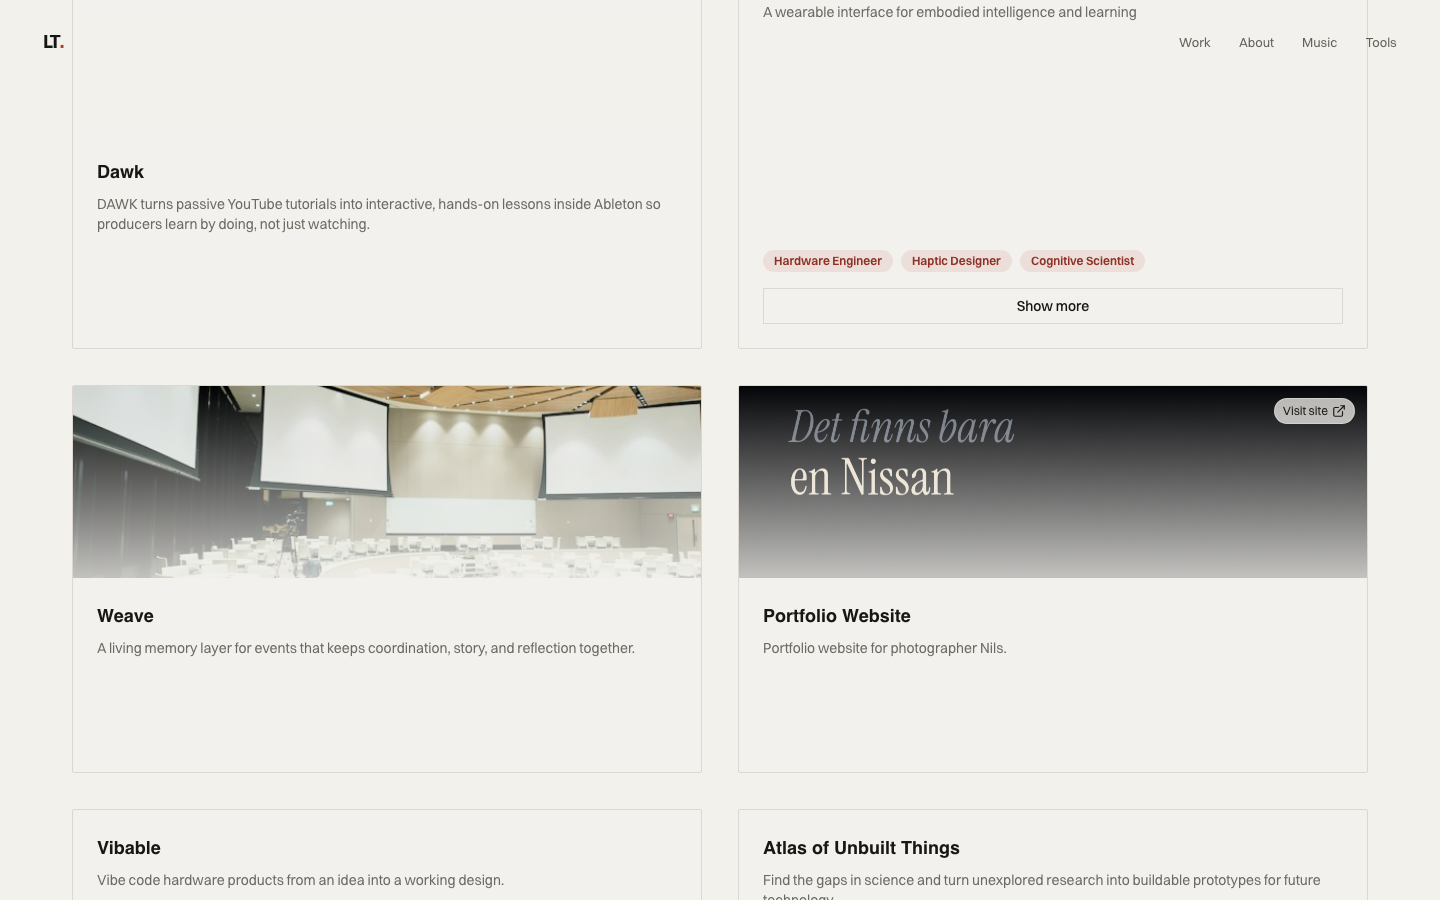 A wearable interface for embodied intelligence and learning
LT.
Work
About
Music
Tools
Dawk
DAWK turns passive YouTube tutorials into interactive, hands-on lessons inside Ableton so
producers learn by doing, not just watching.
Hardware Engineer
Haptic Designer
Cognitive Scientist
Show more
Det finns bara
en Nissan
Visit site
Weave
A living memory layer for events that keeps coordination, story, and reflection together.
Portfolio Website
Portfolio website for photographer Nils.
Vibable
Vibe code hardware products from an idea into a working design.
Atlas of Unbuilt Things
Find the gaps in science and turn unexplored research into buildable prototypes for future
technology.